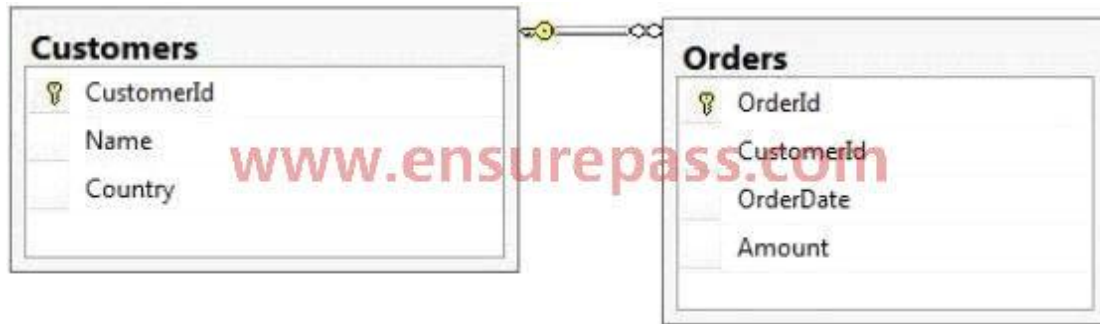 Customers
CustomerId
Name
Country
Orders
OrderId
CustomerId
OrderDate
Amount
www.ensurepass.com